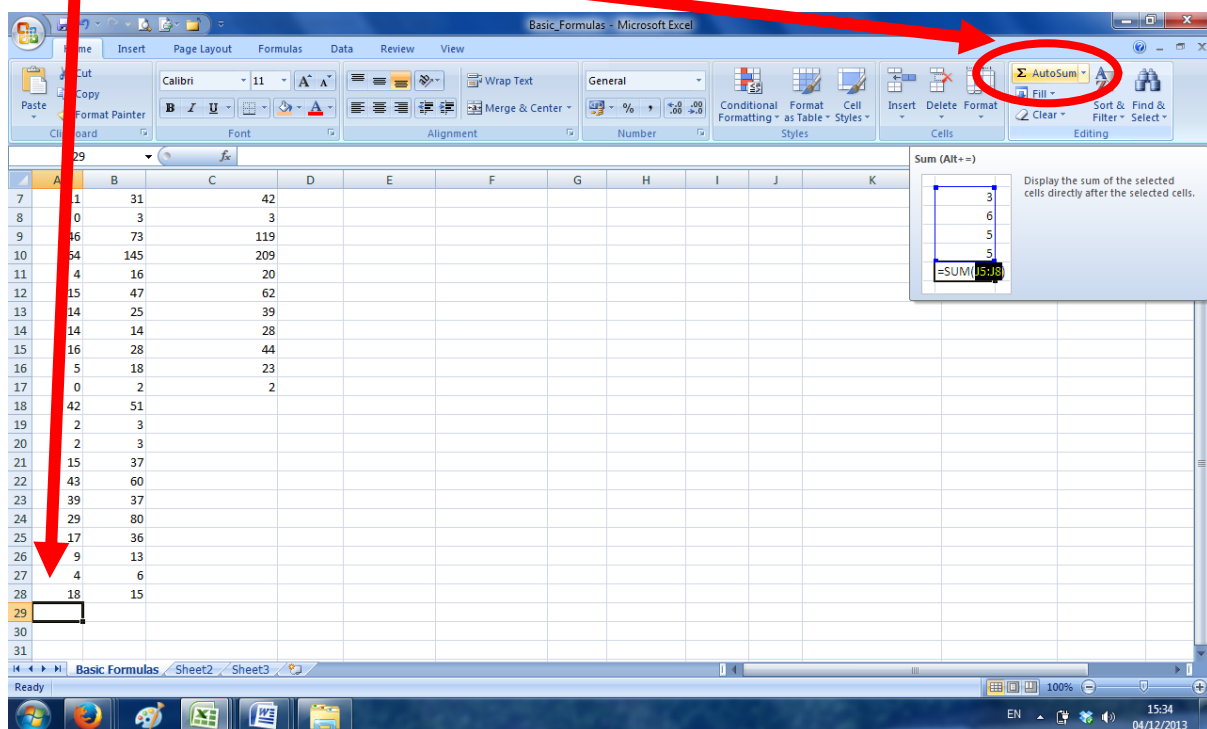 Basic_Formulas - Microsoft Excel
Home Insert Page Layout Formulas Data Review View
Cut
Calibri 11 A A Wrap Text General Σ AutoSum
Copy Fill
Paste Format Painter B I U A Merge & Center % , .0 .00 .00 .0 Conditional Formatting Format as Table Cell Styles Insert Delete Format Clear Sort & Filter Find & Select
Clipboard Font Alignment Number Styles Cells Editing
fx
Sum (Alt+=)
Display the sum of the selected
cells directly after the selected cells.
3
6
5
5
=SUM(J5:J8)
A B C D E F G H I J K
7 11 31 42
8 0 3 3
9 46 73 119
10 64 145 209
11 4 16 20
12 15 47 62
13 14 25 39
14 14 14 28
15 16 28 44
16 5 18 23
17 0 2 2
18 42 51
19 2 3
20 2 3
21 15 37
22 43 60
23 39 37
24 29 80
25 17 36
26 9 13
27 4 6
28 18 15
29
30
31
Basic Formulas Sheet2 Sheet3
Ready 100%
EN 15:34
04/12/2013